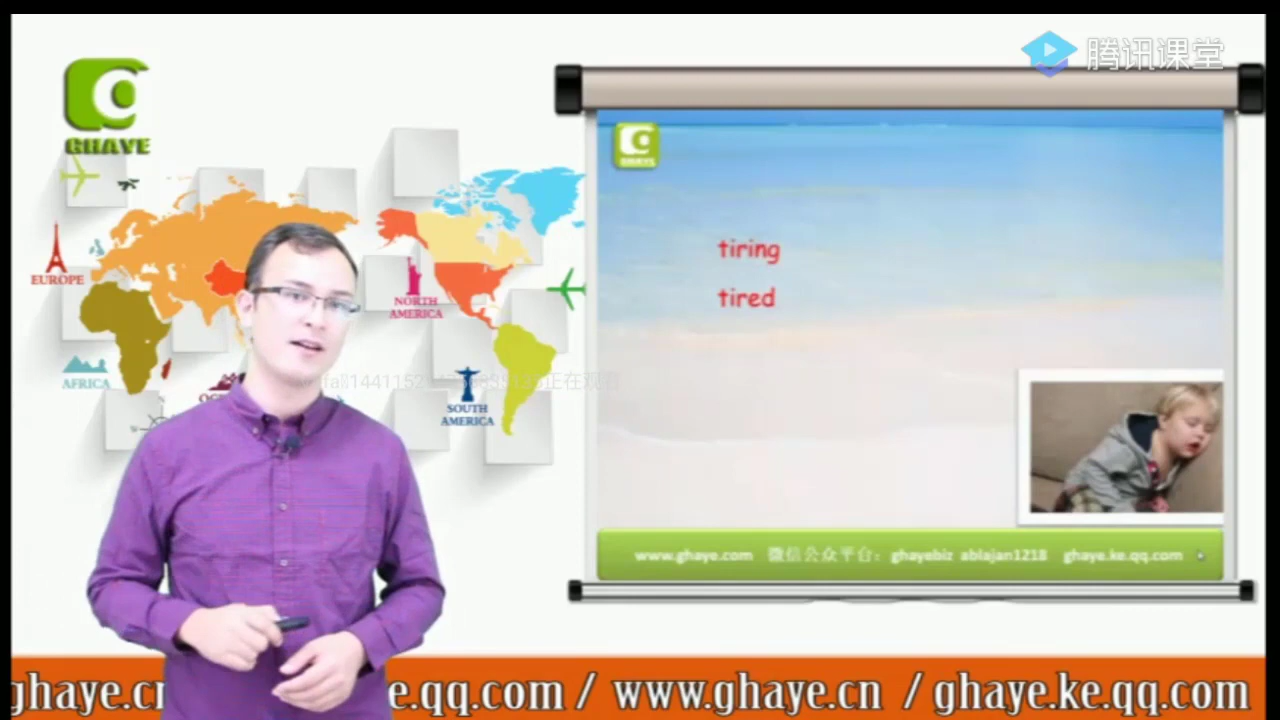 腾讯课堂
GHAYE
GHAYE
tiring
tired
EUROPE
NORTH
AMERICA
AFRICA
SOUTH
AMERICA
www.ghaye.com 微信公众平台: ghayebiz ablajan1218 ghaye.ke.qq.com
ghaye.cn e.qq.com / www.ghaye.cn / ghaye.ke.qq.com